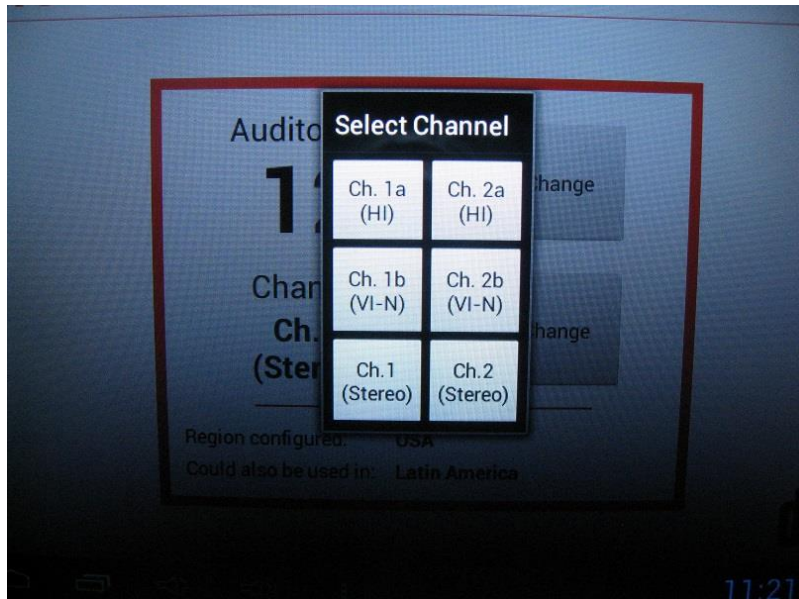 Select Channel
Ch. 1a
(HI)
Ch. 2a
(HI)
Ch. 1b
(VI-N)
Ch. 2b
(VI-N)
Ch.1
(Stereo)
Ch.2
(Stereo)
Audito
Change
Chan
Ch.
(Ster
hange
Region configured: USA
Could also be used in: Latin America
11:21